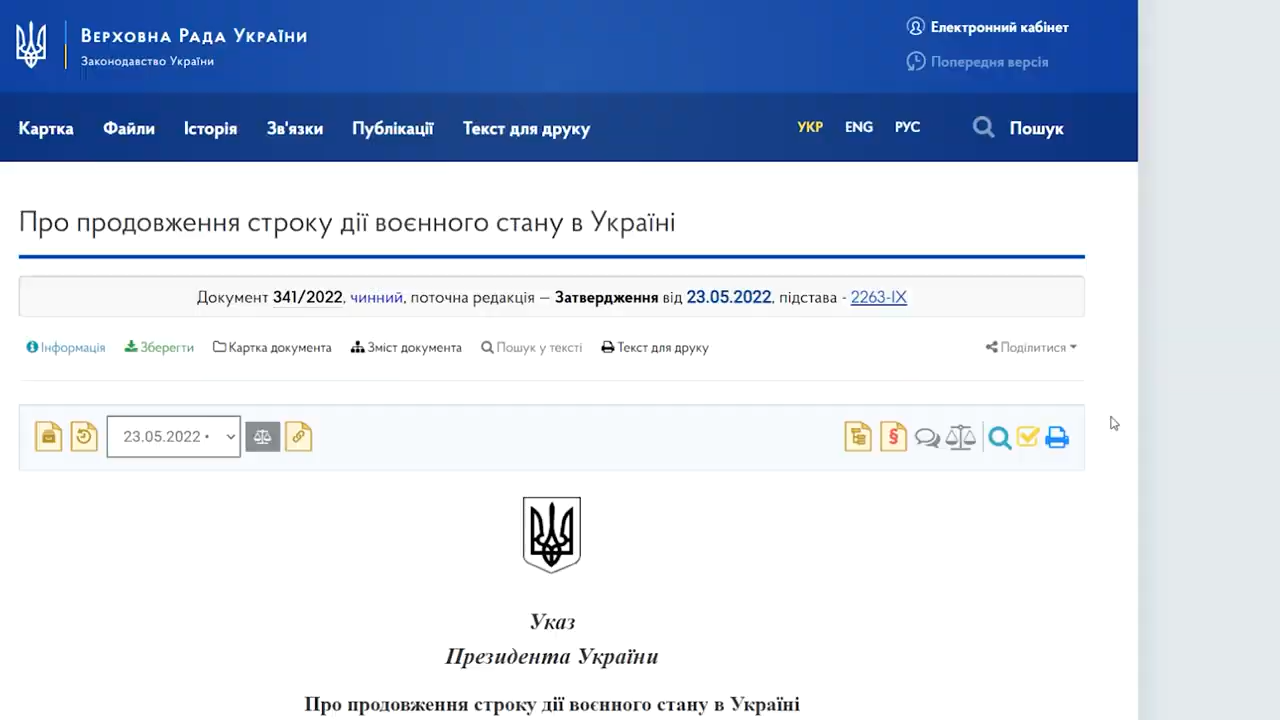 Верховна Рада України
Законодавство України
Електронний кабінет
Попередня версія
Картка Файли Історія Зв'язки Публікації Текст для друку УКР ENG РУС Пошук
Про продовження строку дії воєнного стану в Україні
Документ 341/2022, чинний, поточна редакція — Затвердження від 23.05.2022, підстава - 2263-IX
Інформація Зберегти Картка документа Зміст документа Пошук у тексті Текст для друку Поділитися
23.05.2022 •
Указ
Президента України
Про продовження строку дії воєнного стану в Україні